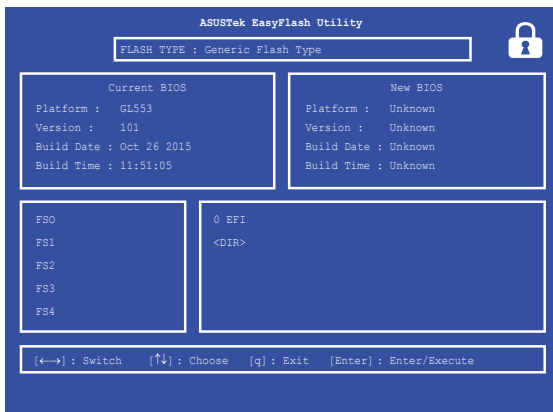 ASUSTek EasyFlash Utility
FLASH TYPE : Generic Flash Type
Current BIOS
Platform : GL553
Version : 101
Build Date : Oct 26 2015
Build Time : 11:51:05
New BIOS
Platform : Unknown
Version : Unknown
Build Date : Unknown
Build Time : Unknown
FS0
FS1
FS2
FS3
FS4
0 EFI
<DIR>
[←→] : Switch [↑↓] : Choose [q] : Exit [Enter] : Enter/Execute